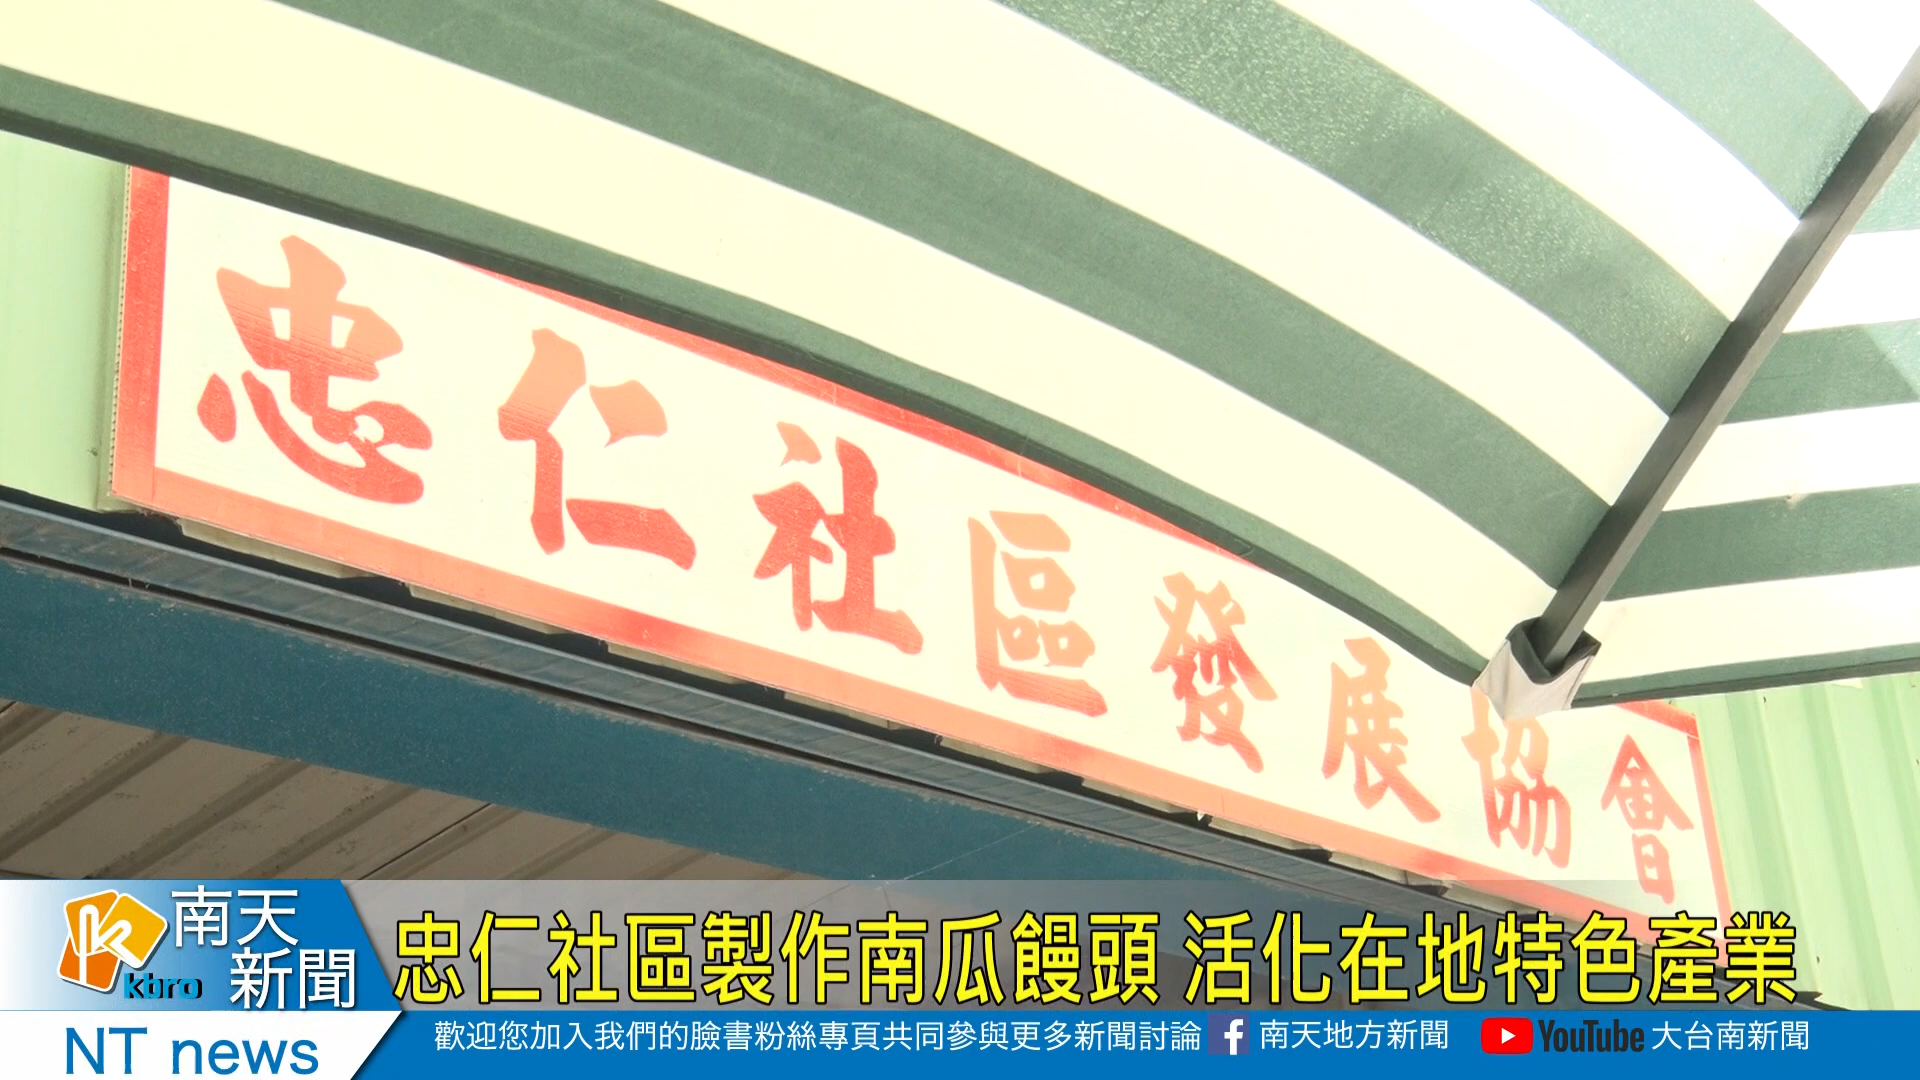 忠仁社區發展協會
南天
新聞
kbro
忠仁社區製作南瓜饅頭 活化在地特色產業
NT news
歡迎您加入我們的臉書粉絲專頁共同參與更多新聞討論 f 南天地方新聞 YouTube 大台南新聞